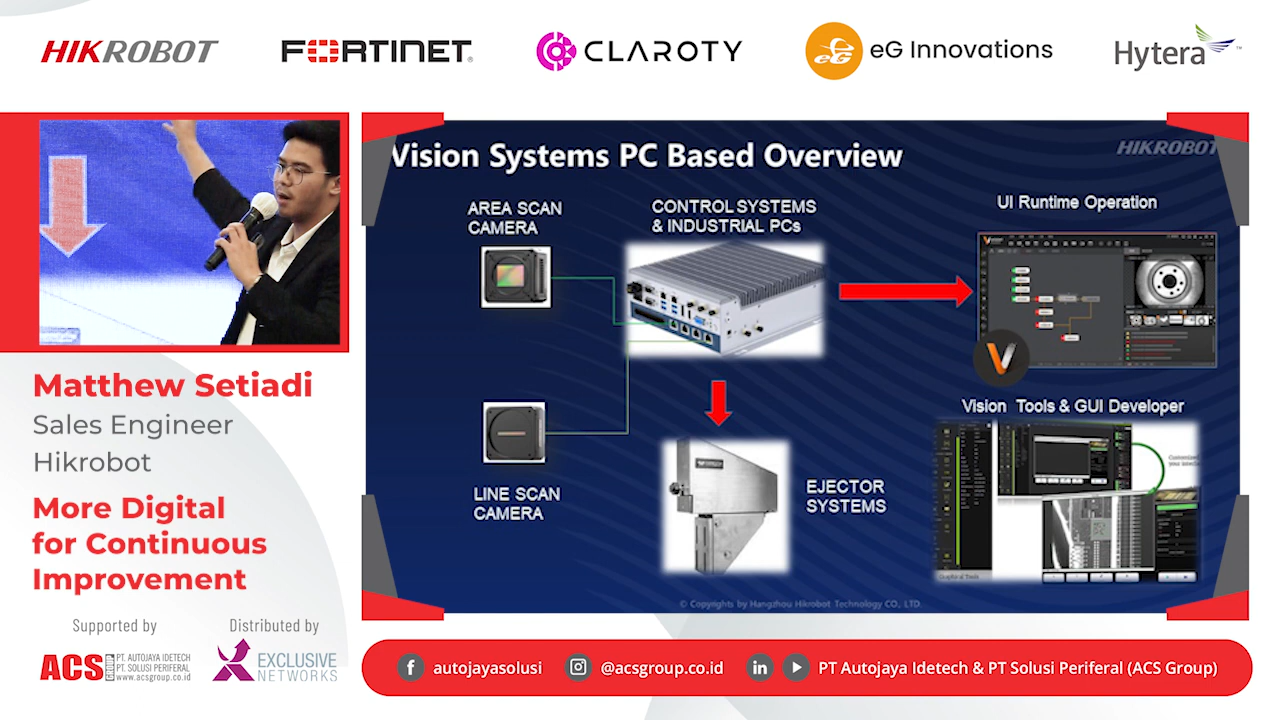 HIKROBOT
FORTINET
CLAROTY
eG Innovations
Hytera
Matthew Setiadi
Sales Engineer
Hikrobot
More Digital
for Continuous
Improvement
Supported by
Distributed by
ACS
PT. AUTOJAYA IDETECH
PT. SOLUSI PERIFERAL
www.acsgroup.co.id
EXCLUSIVE
NETWORKS
Vision Systems PC Based Overview
HIKROBOT
AREA SCAN
CAMERA
CONTROL SYSTEMS
& INDUSTRIAL PCs
UI Runtime Operation
LINE SCAN
CAMERA
EJECTOR
SYSTEMS
Vision Tools & GUI Developer
Graphical Tools
© Copyrights by Hangzhou Hikrobot Technology CO., LTD.
autojayasolusi
@acsgroup.co.id
PT Autojaya Idetech & PT Solusi Periferal (ACS Group)